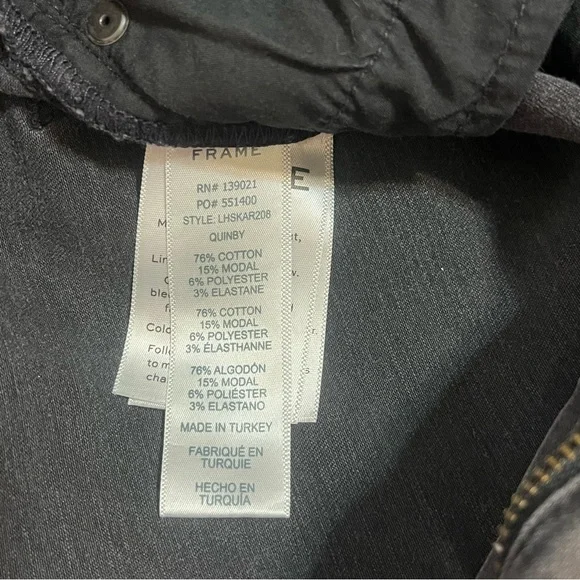 FRAME
RN# 139021
PO# 551400
STYLE: LHSKAR208
QUINBY
76% COTTON
15% MODAL
6% POLYESTER
3% ELASTANE
76% COTTON
15% MODAL
6% POLYESTER
3% ÉLASTHANNE
76% ALGODÓN
15% MODAL
6% POLIÉSTER
3% ELASTANO
MADE IN TURKEY
FABRIQUÉ EN
TURQUIE
HECHO EN
TURQUÍA
E
to m